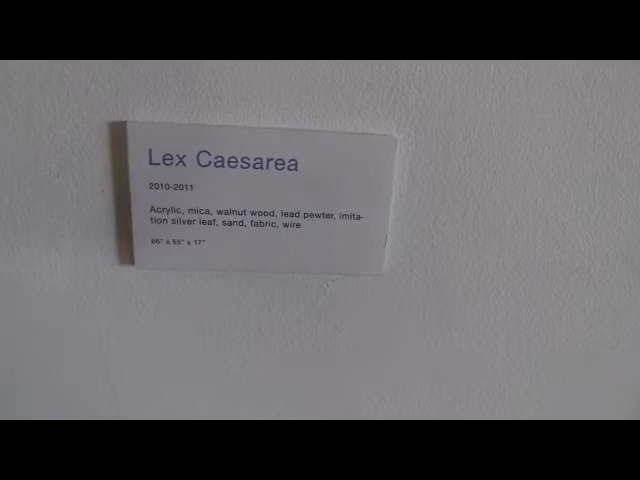 Lex Caesarea
2010-2011
Acrylic, mica, walnut wood, lead pewter, imita-
tion silver leaf, sand, fabric, wire
66" x 55" x 17"